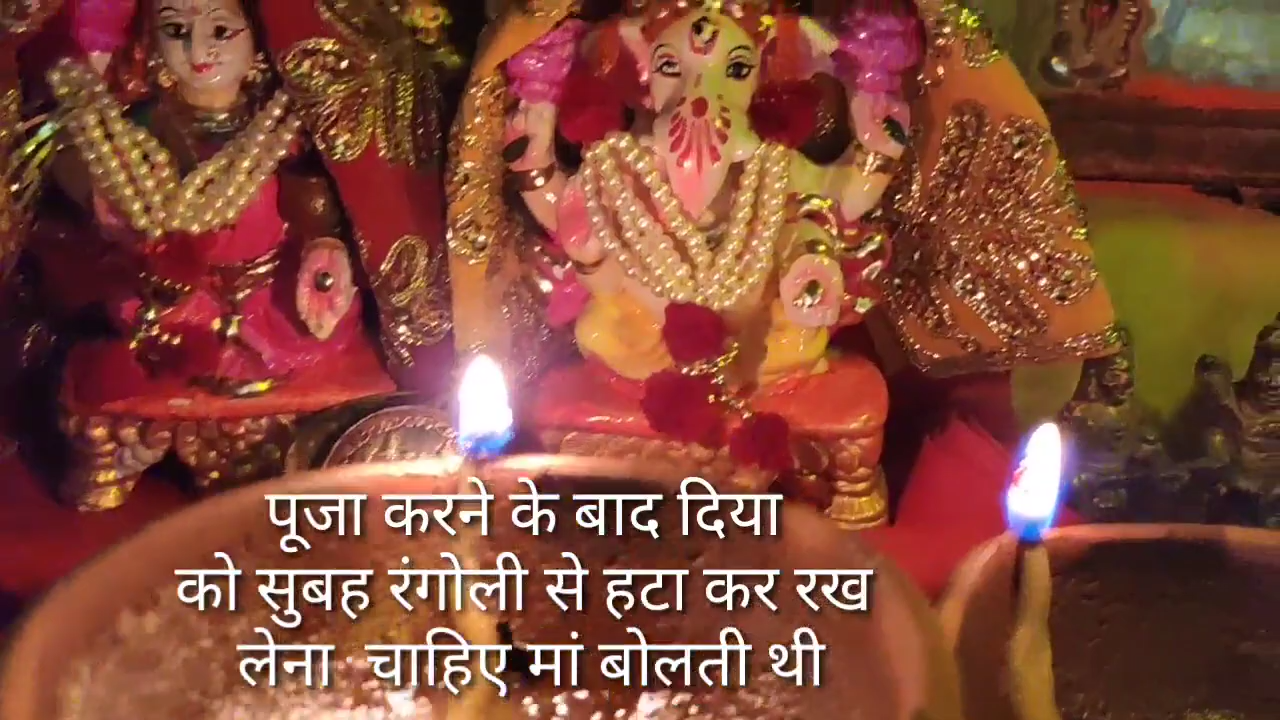 पूजा करने के बाद दिया
को सुबह रंगोली से हटा कर रख
लेना चाहिए मां बोलती थी